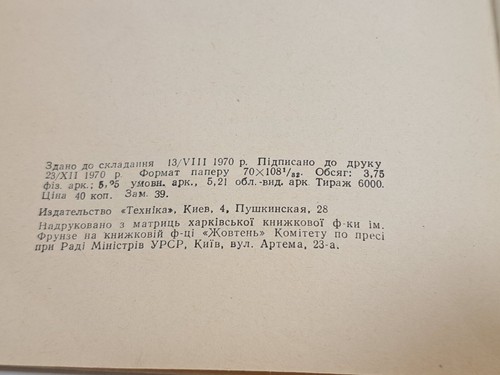 Здано до складання 13/VIII 1970 р. Підписано до друку
23/XII 1970 р. Формат паперу 70×108¹/₃₂. Обсяг: 3,75
фіз. арк.; 5,25 умовн. арк., 5,21 обл.-вид. арк. Тираж 6000.
Ціна 40 коп. Зам. 39.
Издательство «Технiка», Киев, 4, Пушкинская, 28
Надруковано з матриць харківської книжкової ф-ки ім.
Фрунзе на книжковій ф-ці «Жовтень» Комітету по пресі
при Раді Міністрів УРСР, Київ, вул. Артема, 23-а.